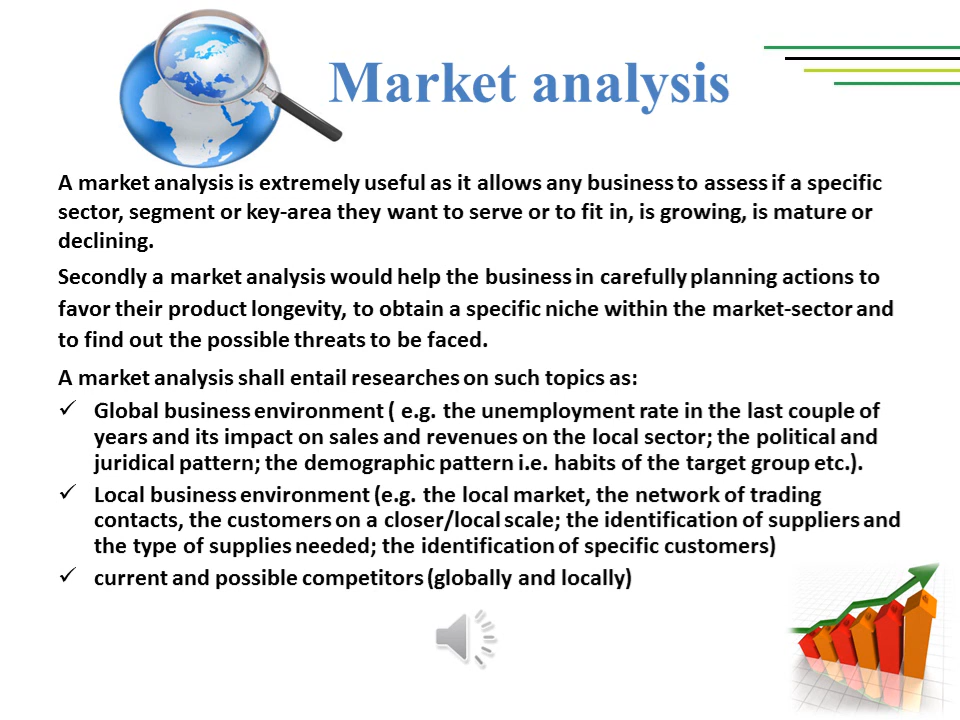 Market analysis
A market analysis is extremely useful as it allows any business to assess if a specific
sector, segment or key-area they want to serve or to fit in, is growing, is mature or
declining.
Secondly a market analysis would help the business in carefully planning actions to
favor their product longevity, to obtain a specific niche within the market-sector and
to find out the possible threats to be faced.
A market analysis shall entail researches on such topics as:
✓ Global business environment ( e.g. the unemployment rate in the last couple of
years and its impact on sales and revenues on the local sector; the political and
juridical pattern; the demographic pattern i.e. habits of the target group etc.).
✓ Local business environment (e.g. the local market, the network of trading
contacts, the customers on a closer/local scale; the identification of suppliers and
the type of supplies needed; the identification of specific customers)
✓ current and possible competitors (globally and locally)